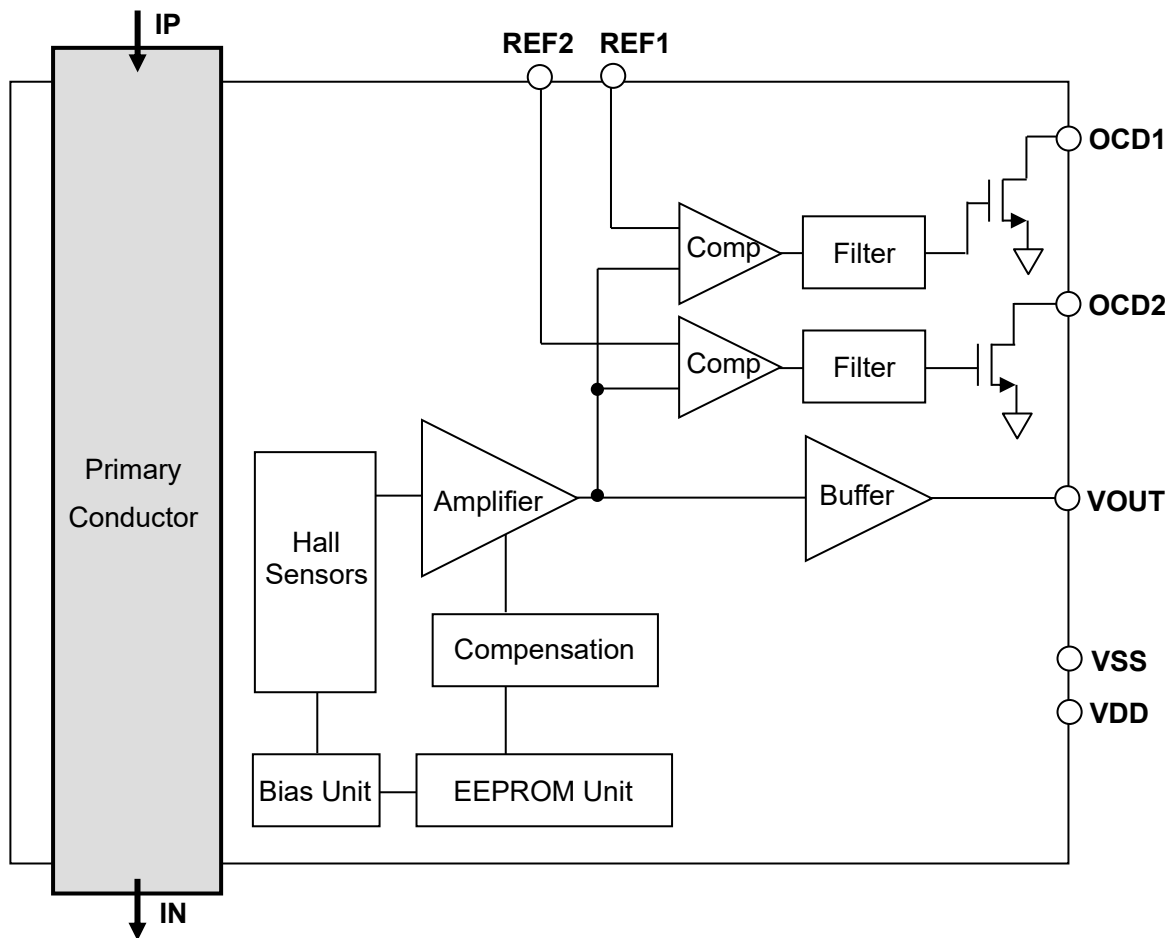 IP
REF2 REF1
OCD1
Comp
Filter
OCD2
Comp
Filter
Primary
Conductor
Hall
Sensors
Amplifier
Buffer
VOUT
Compensation
VSS
VDD
Bias Unit
EEPROM Unit
IN